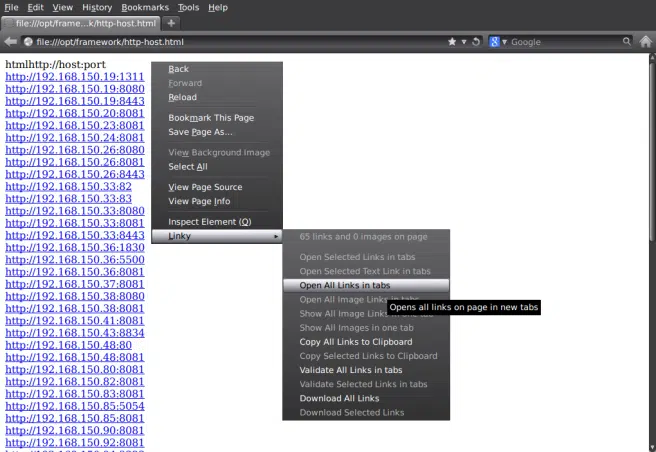 File Edit View History Bookmarks Tools Help
file:///opt/frame...k/http-host.html
file:///opt/framework/http-host.html
Google
htmlhttp://host:port
http://192.168.150.19:1311
http://192.168.150.19:8080
http://192.168.150.19:8443
http://192.168.150.20:8081
http://192.168.150.23:8081
http://192.168.150.24:8081
http://192.168.150.26:8080
http://192.168.150.26:8081
http://192.168.150.26:8443
http://192.168.150.33:82
http://192.168.150.33:83
http://192.168.150.33:8080
http://192.168.150.33:8081
http://192.168.150.33:8443
http://192.168.150.36:1830
http://192.168.150.36:5500
http://192.168.150.36:8081
http://192.168.150.37:8081
http://192.168.150.38:8080
http://192.168.150.38:8081
http://192.168.150.41:8081
http://192.168.150.43:8834
http://192.168.150.48:80
http://192.168.150.48:8081
http://192.168.150.80:8081
http://192.168.150.82:8081
http://192.168.150.83:8081
http://192.168.150.85:5054
http://192.168.150.85:8081
http://192.168.150.90:8081
http://192.168.150.92:8081
Back
Forward
Reload
Bookmark This Page
Save Page As...
View Background Image
Select All
View Page Source
View Page Info
Inspect Element (Q)
Linky
65 links and 0 images on page
Open Selected Links in tabs
Open Selected Text Link in tabs
Open All Links in tabs
Open All Image Links in tabs
Opens all links on page in new tabs
Show All Image Links in one tab
Show All Images in one tab
Copy All Links to Clipboard
Copy Selected Links to Clipboard
Validate All Links in tabs
Validate Selected Links in tabs
Download All Links
Download Selected Links